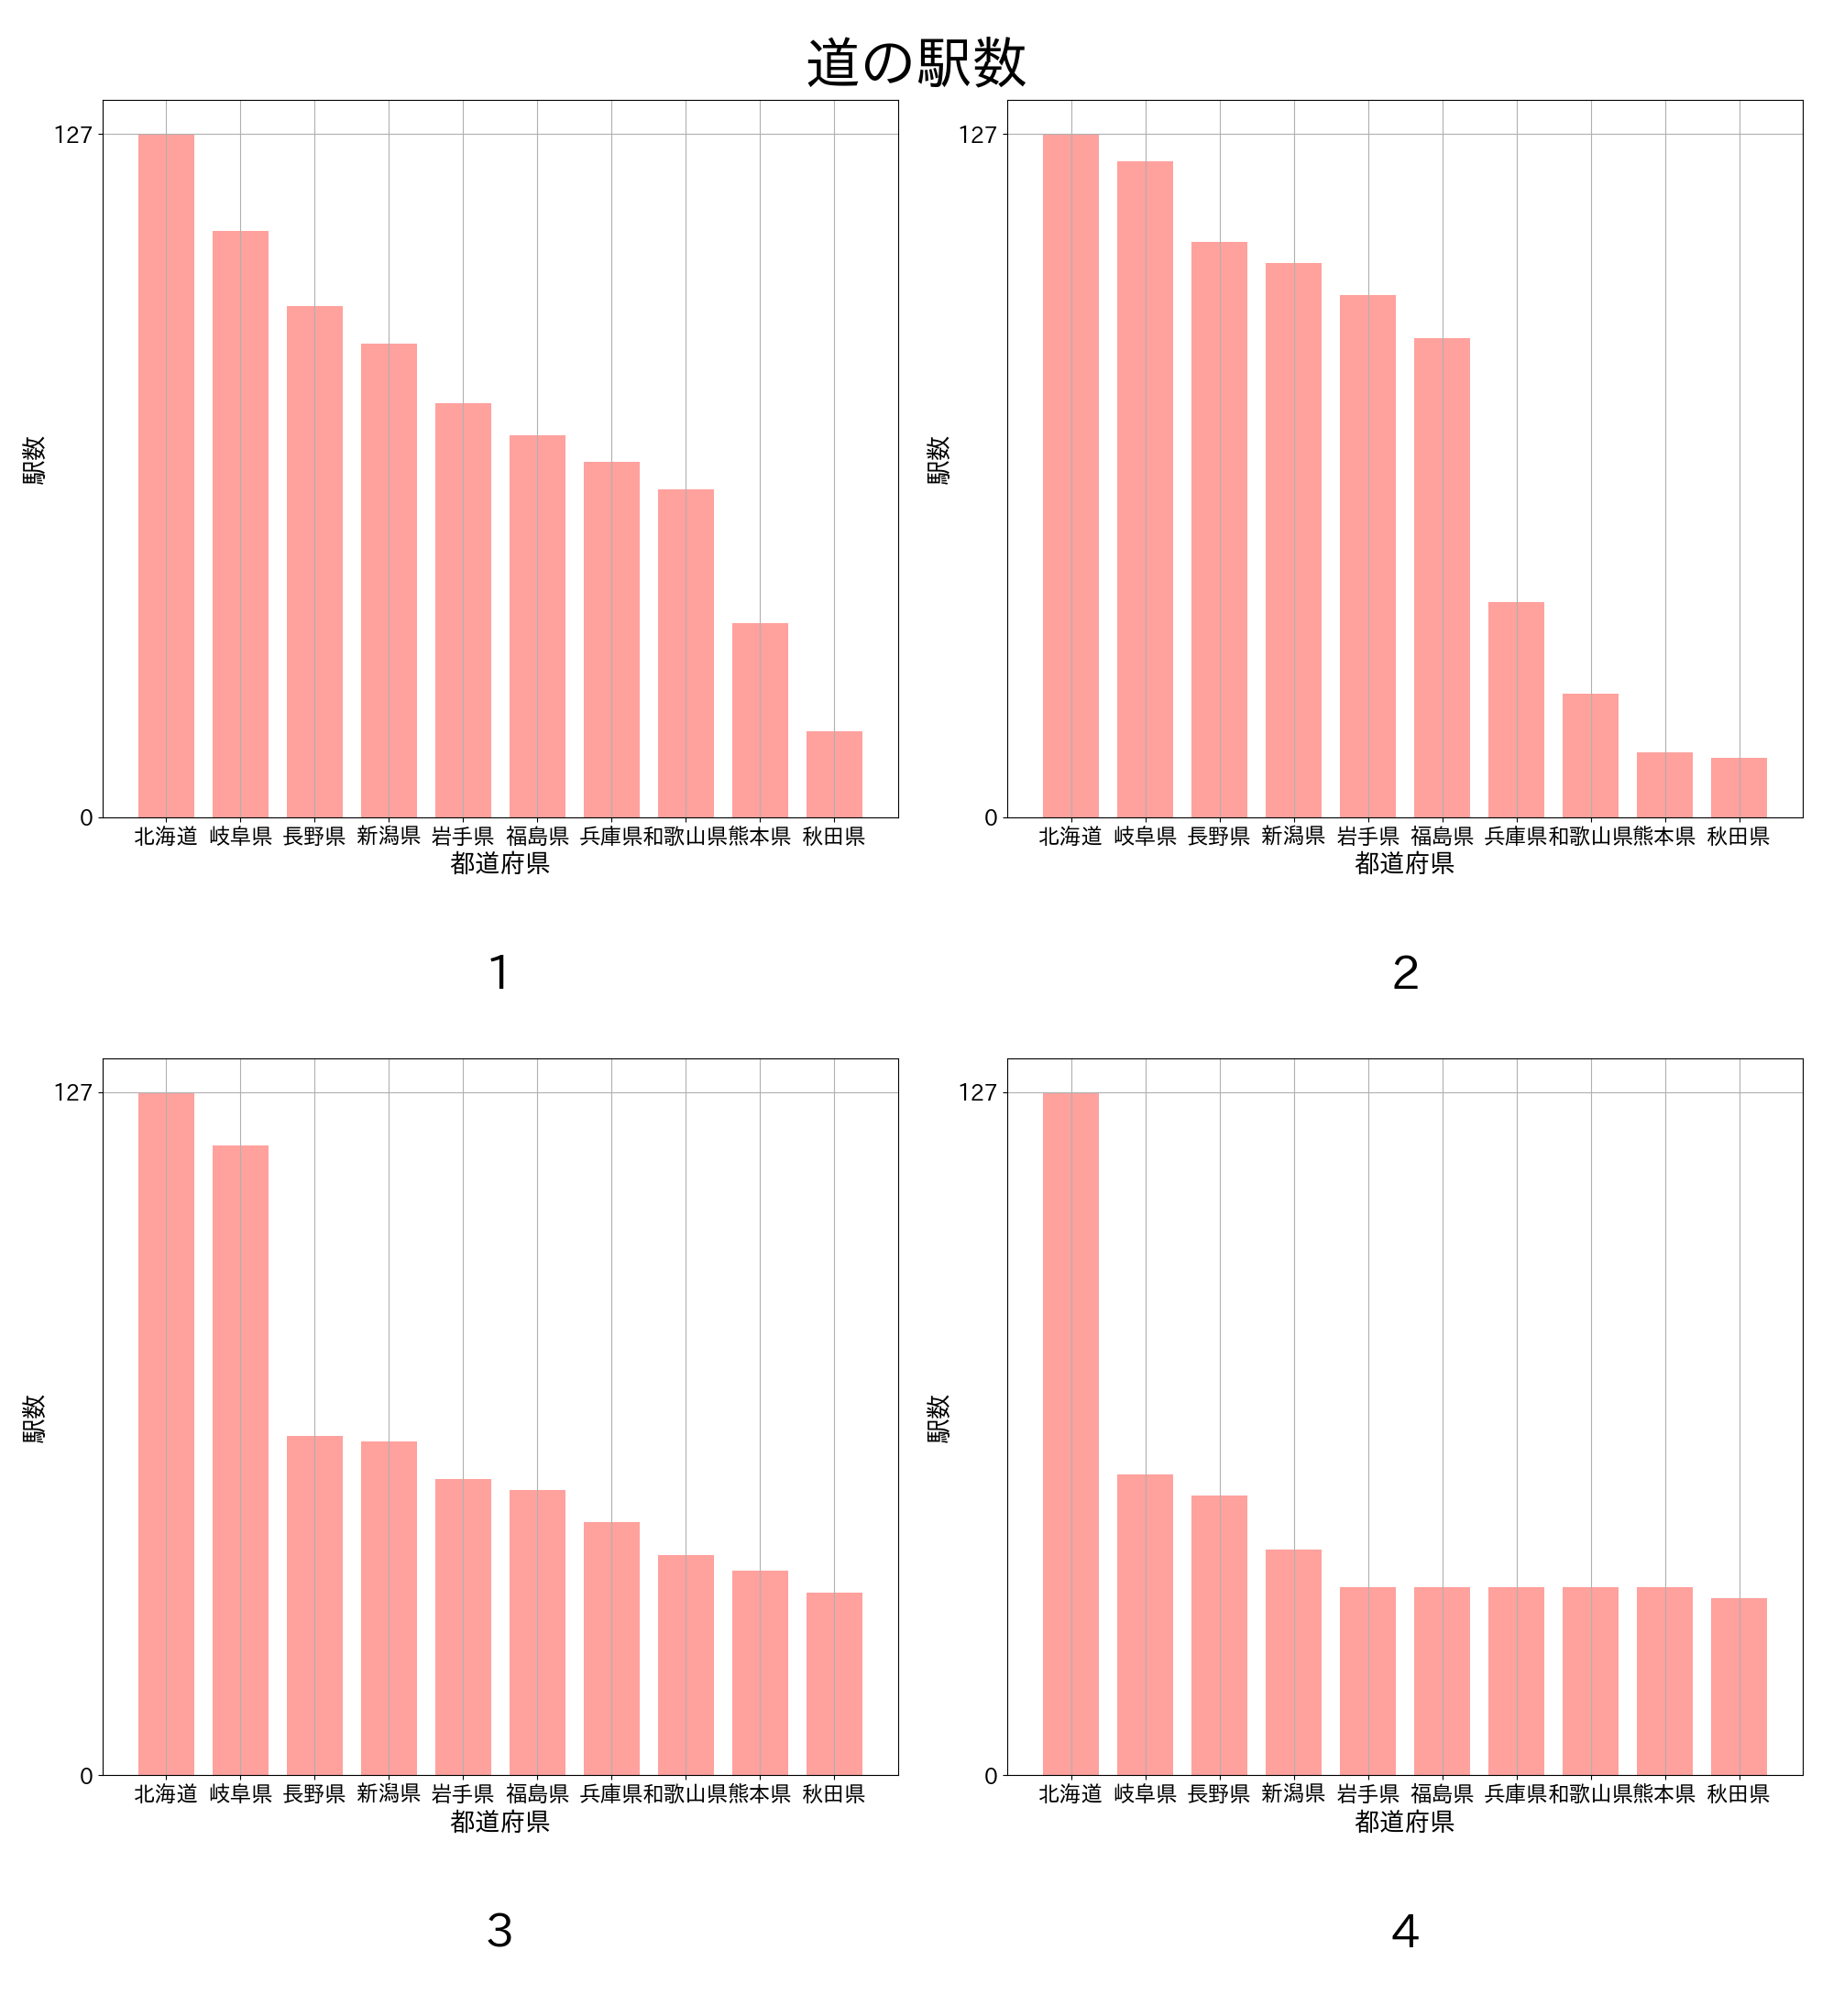 道の駅数
127
0
駅数
北海道 岐阜県 長野県 新潟県 岩手県 福島県 兵庫県 和歌山県 熊本県 秋田県
都道府県
1
127
0
駅数
北海道 岐阜県 長野県 新潟県 岩手県 福島県 兵庫県 和歌山県 熊本県 秋田県
都道府県
2
127
0
駅数
北海道 岐阜県 長野県 新潟県 岩手県 福島県 兵庫県 和歌山県 熊本県 秋田県
都道府県
3
127
0
駅数
北海道 岐阜県 長野県 新潟県 岩手県 福島県 兵庫県 和歌山県 熊本県 秋田県
都道府県
4